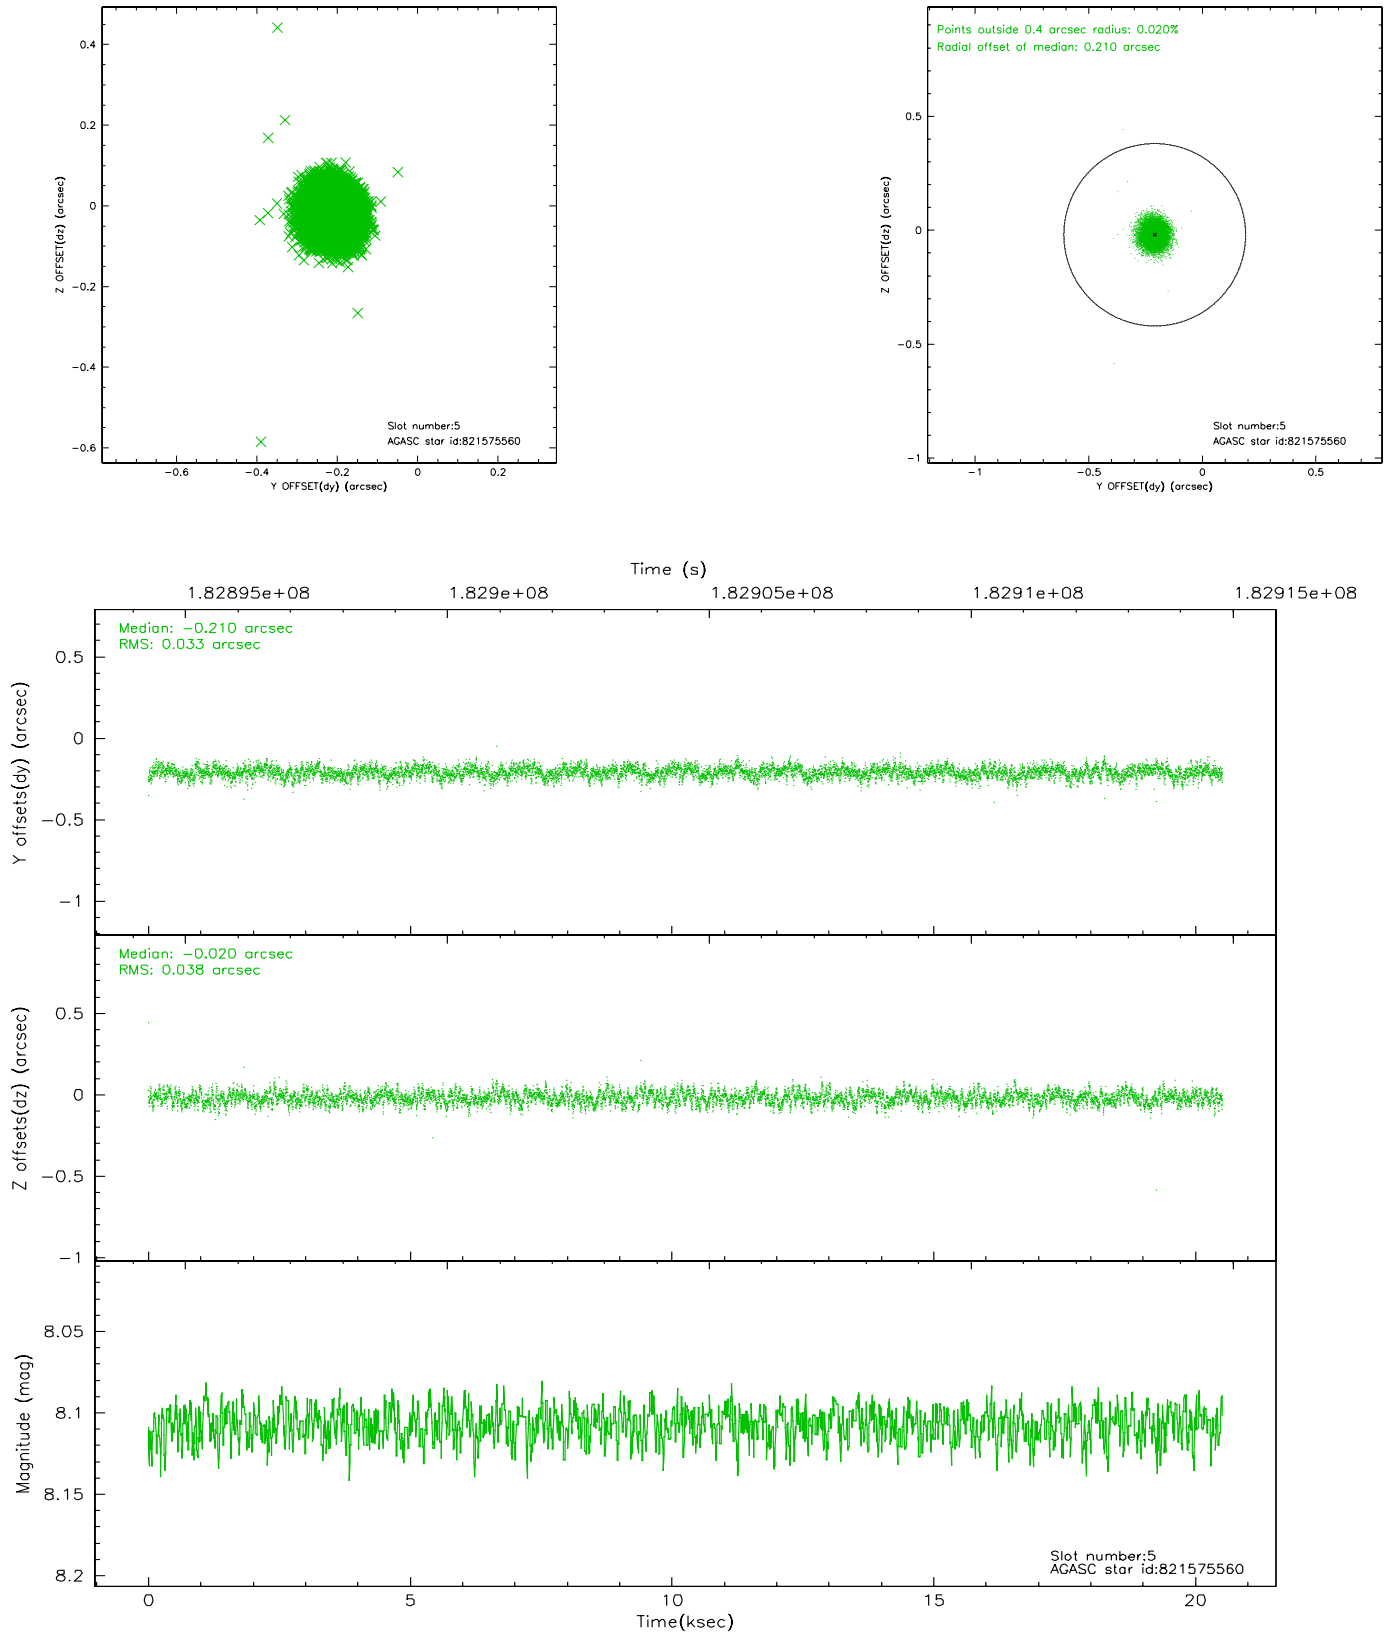 0.4
0.2
0
−0.2
−0.4
−0.6
Z OFFSET(dz) (arcsec)
Slot number:5
AGASC star id:821575560
−0.6 −0.4 −0.2 0 0.2
Y OFFSET(dy) (arcsec)
Points outside 0.4 arcsec radius: 0.020%
Radial offset of median: 0.210 arcsec
0.5
0
−0.5
−1
Z OFFSET(dz) (arcsec)
Slot number:5
AGASC star id:821575560
−1 −0.5 0 0.5
Y OFFSET(dy) (arcsec)
Time (s)
1.82895e+08 1.829e+08 1.82905e+08 1.8291e+08 1.82915e+08
Median: −0.210 arcsec
RMS: 0.033 arcsec
0.5
0
−0.5
−1
Y offsets(dy) (arcsec)
Median: −0.020 arcsec
RMS: 0.038 arcsec
0.5
0
−0.5
−1
Z offsets(dz) (arcsec)
8.05
8.1
8.15
8.2
Magnitude (mag)
Slot number:5
AGASC star id:821575560
0 5 10 15 20
Time(ksec)